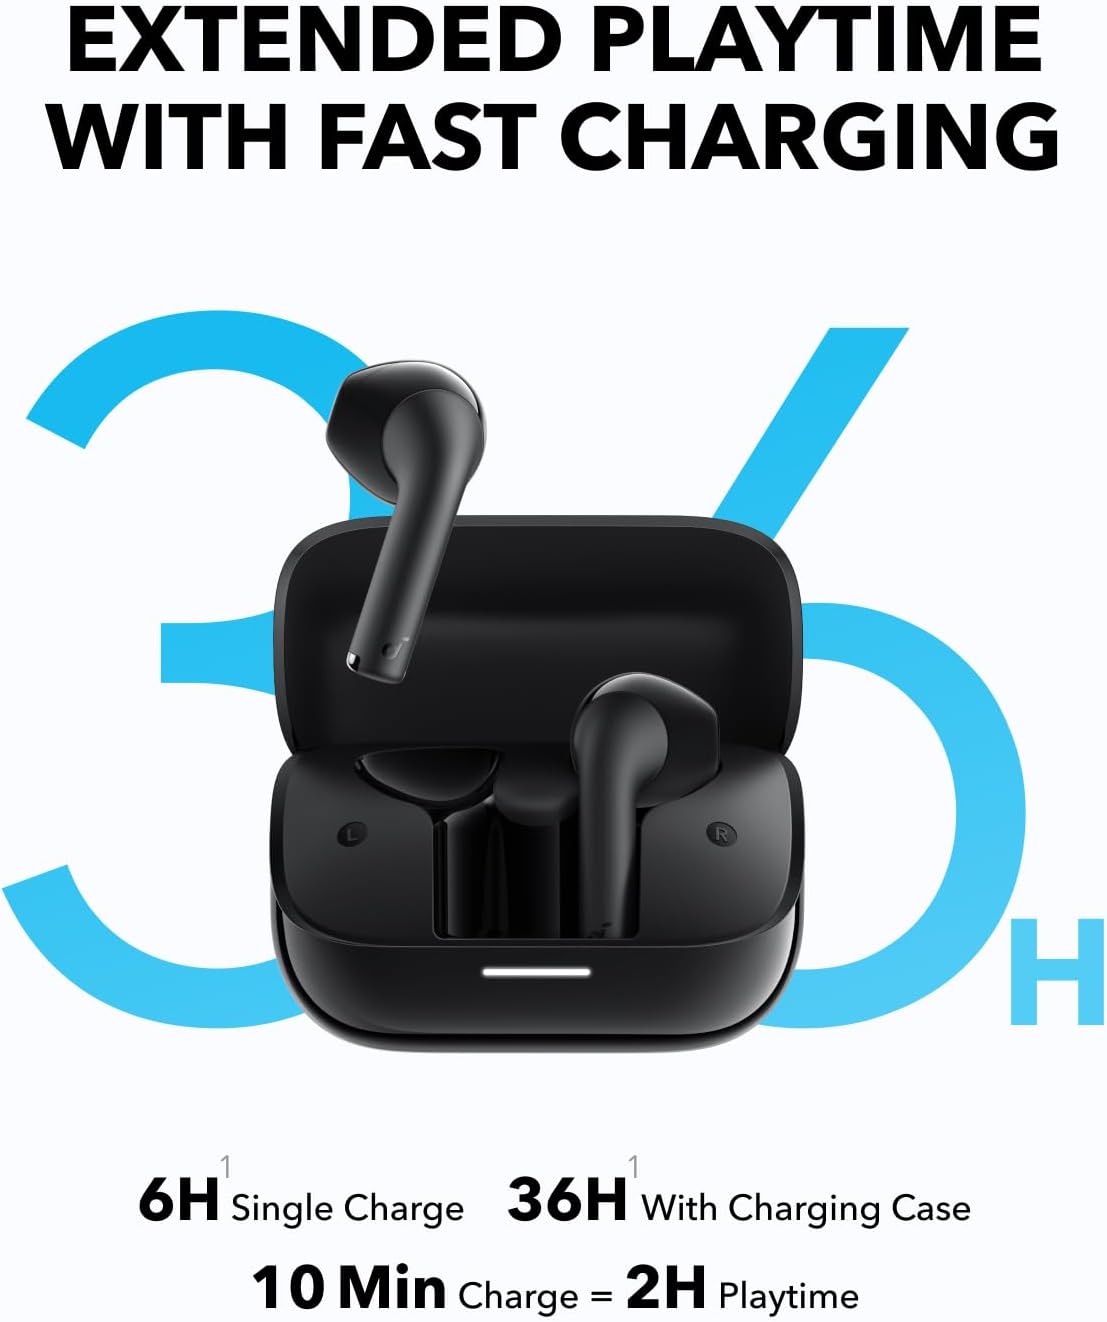 EXTENDED PLAYTIME
WITH FAST CHARGING
36H
L
R
6H¹ Single Charge 36H¹ With Charging Case
10 Min Charge = 2H Playtime